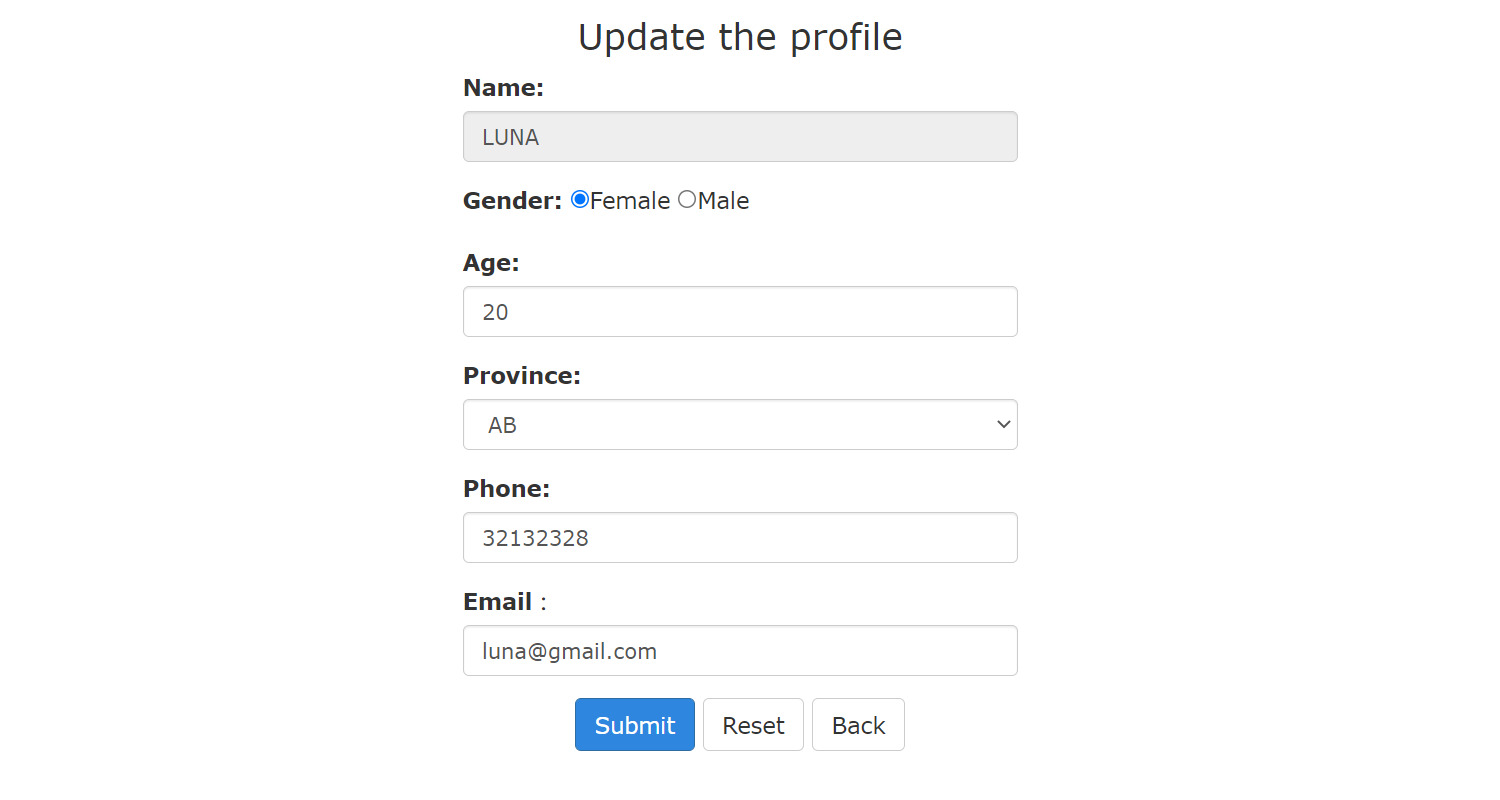 Update the profile
Name:
LUNA
Gender: Female Male
Age:
20
Province:
AB
Phone:
32132328
Email :
luna@gmail.com
Submit Reset Back